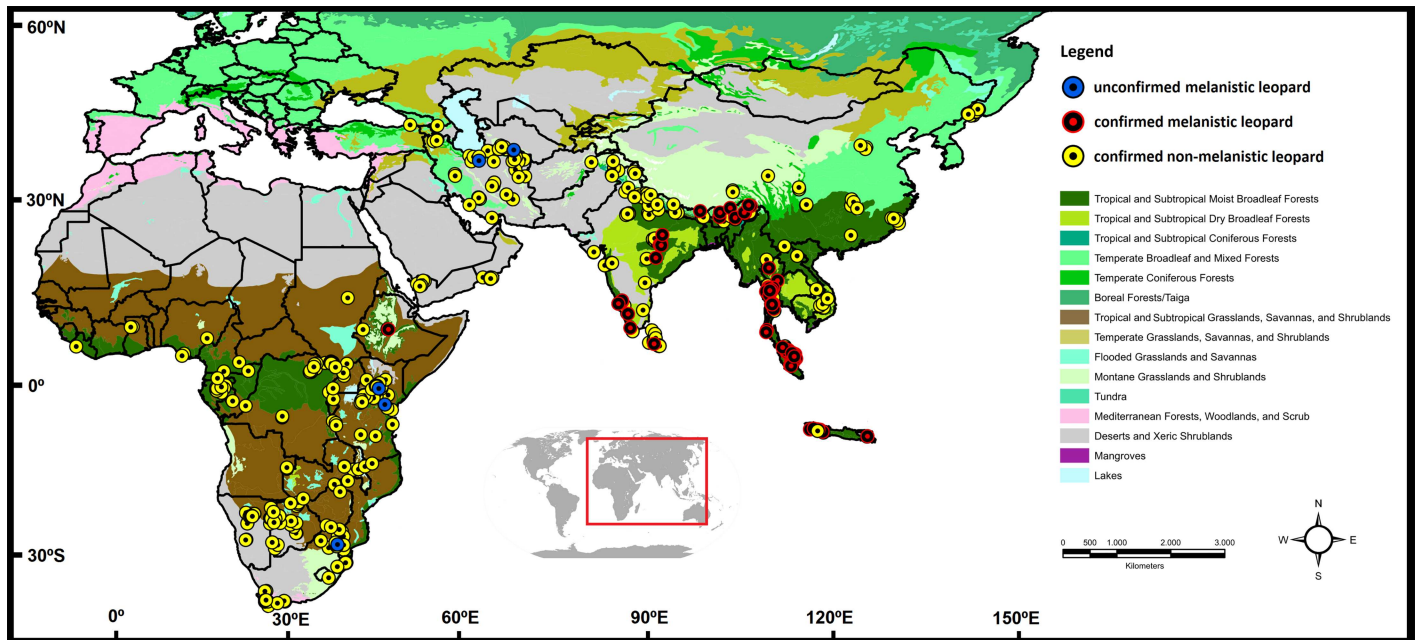 60ºN
30ºN
0º
30ºS
0º
30ºE
60ºE
90ºE
120ºE
150ºE
Legend
unconfirmed melanistic leopard
confirmed melanistic leopard
confirmed non-melanistic leopard
Tropical and Subtropical Moist Broadleaf Forests
Tropical and Subtropical Dry Broadleaf Forests
Tropical and Subtropical Coniferous Forests
Temperate Broadleaf and Mixed Forests
Temperate Coniferous Forests
Boreal Forests/Taiga
Tropical and Subtropical Grasslands, Savannas, and Shrublands
Temperate Grasslands, Savannas, and Shrublands
Flooded Grasslands and Savannas
Montane Grasslands and Shrublands
Tundra
Mediterranean Forests, Woodlands, and Scrub
Deserts and Xeric Shrublands
Mangroves
Lakes
0 500 1.000 2.000 3.000
Kilometers
N
W E
S